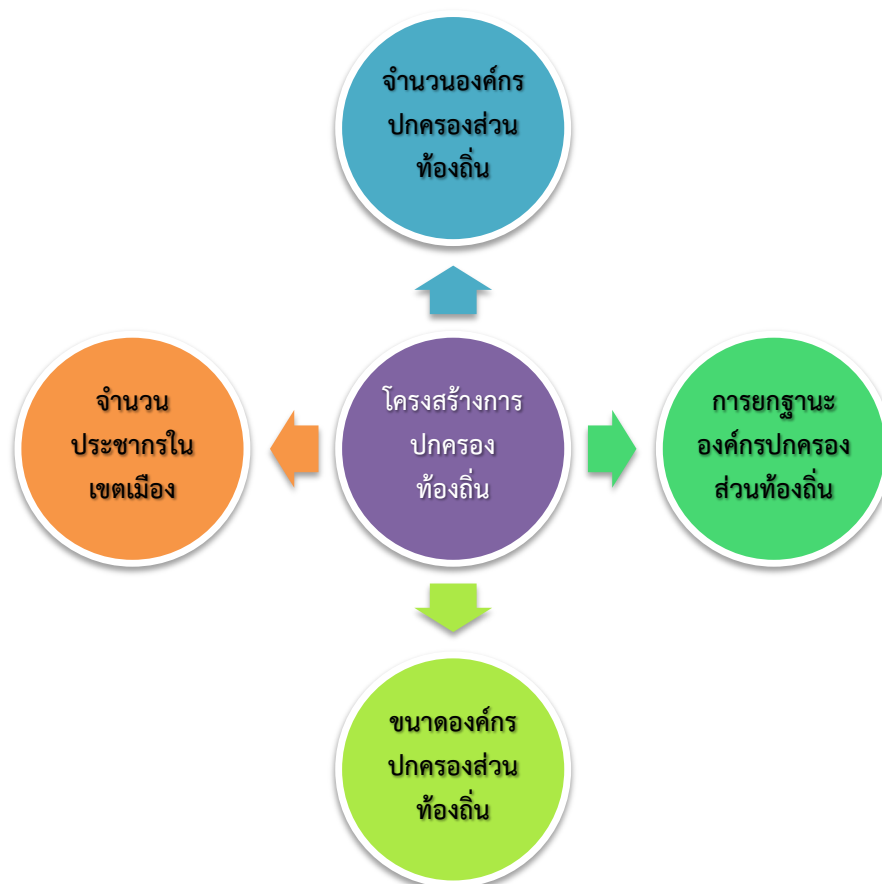 จำนวนองค์กร
ปกครองส่วน
ท้องถิ่น
จำนวน
ประชากรใน
เขตเมือง
โครงสร้างการ
ปกครอง
ท้องถิ่น
การยกฐานะ
องค์กรปกครอง
ส่วนท้องถิ่น
ขนาดองค์กร
ปกครองส่วน
ท้องถิ่น